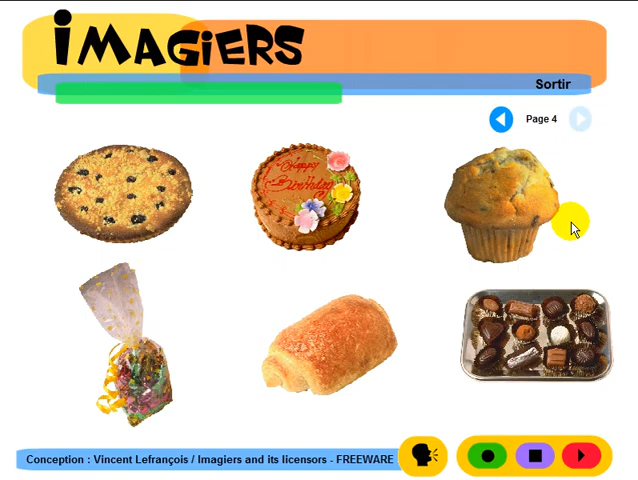 iMAGiERS
Sortir
Page 4
Happy
Birthday
Conception : Vincent Lefrançois / Imagiers and its licensors - FREEWARE